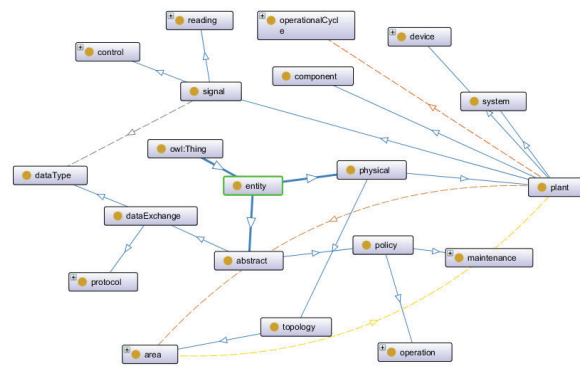 reading
operationalCycl
e
device
control
component
signal
system
owl:Thing
physical
dataType
entity
plant
dataExchange
policy
abstract
maintenance
protocol
topology
area
operation